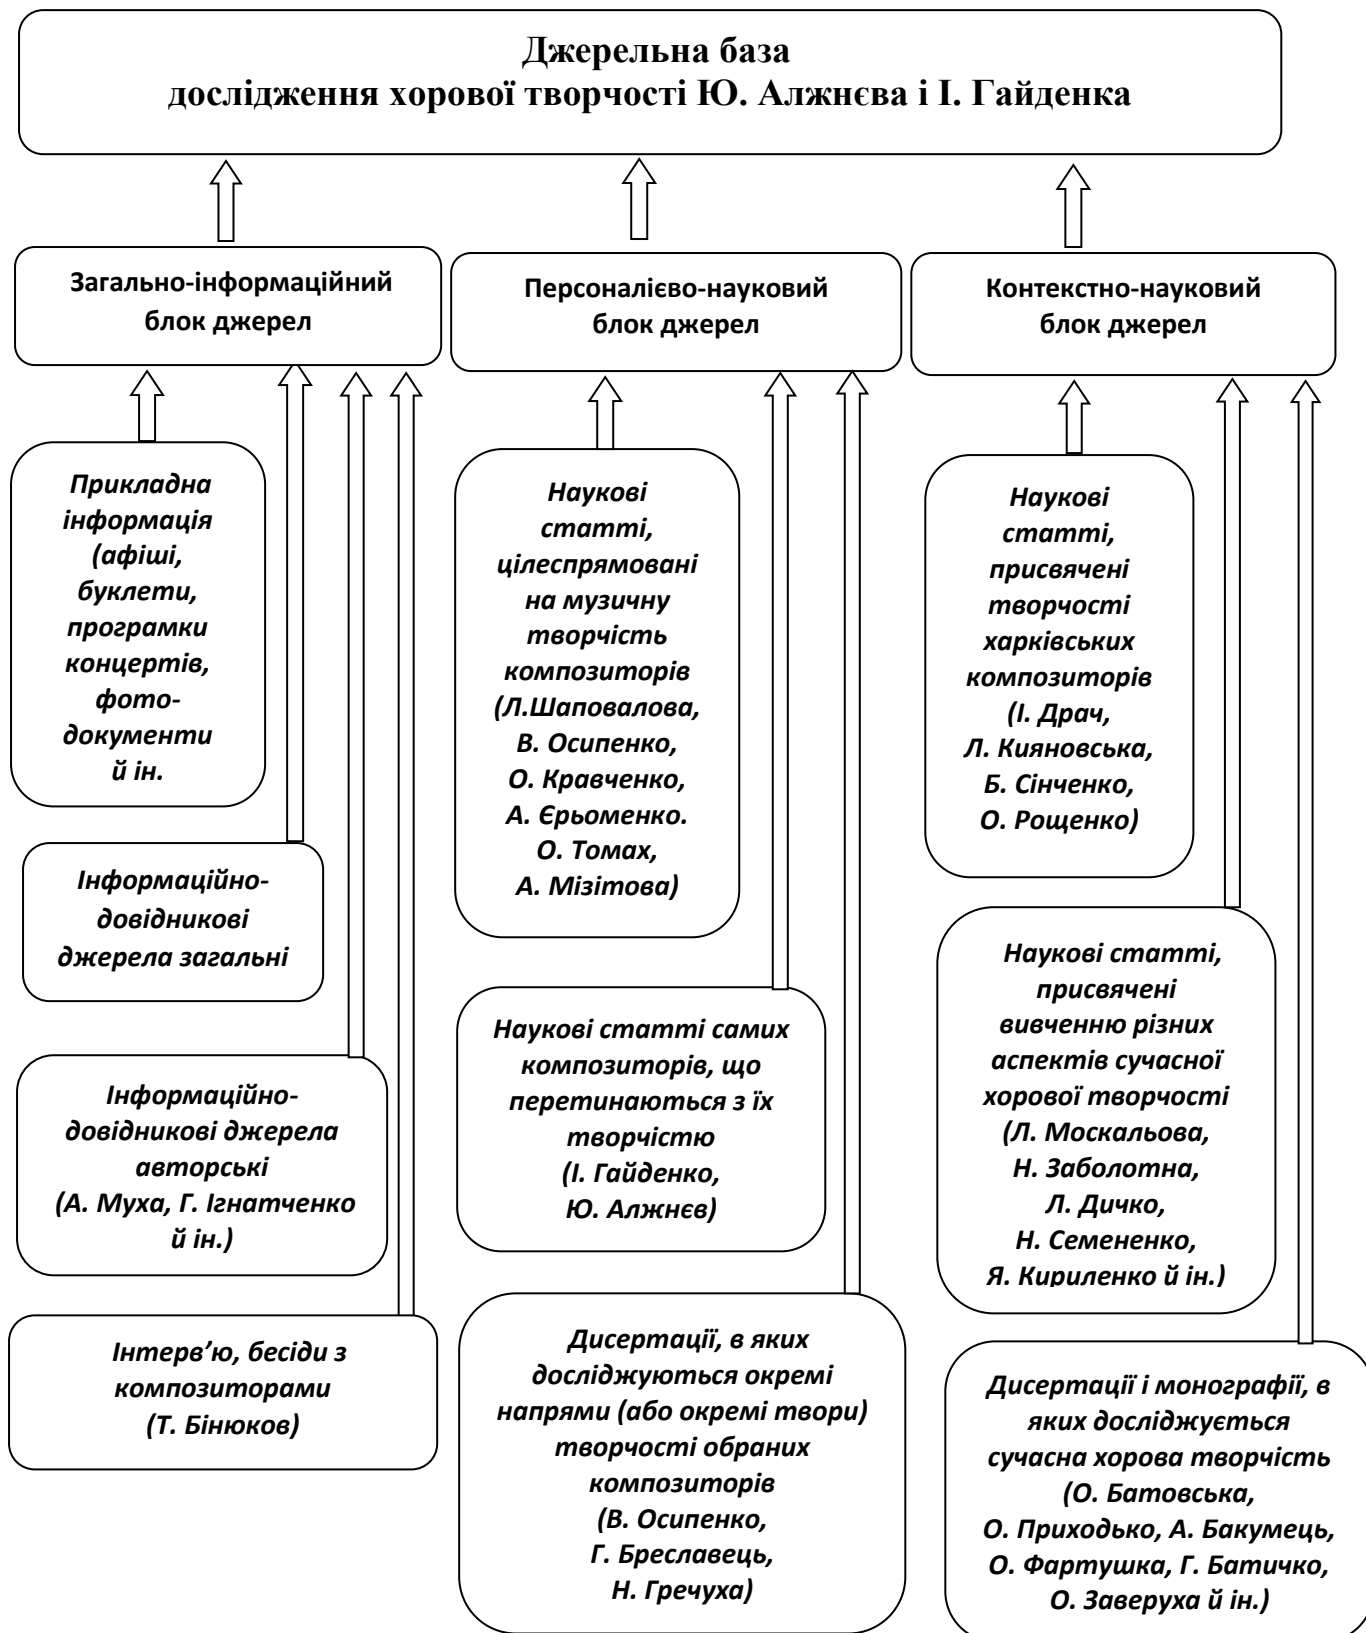 Джерельна база
дослідження хорової творчості Ю. Алжнєва і І. Гайденка
Загально-інформаційний
блок джерел
Персоналієво-науковий
блок джерел
Контекстно-науковий
блок джерел
Прикладна
інформація
(афіші,
буклети,
програмки
концертів,
фото-
документи
й ін.
Інформаційно-
довідникові
джерела загальні
Інформаційно-
довідникові джерела
авторські
(А. Муха, Г. Ігнатченко
й ін.)
Інтерв’ю, бесіди з
композиторами
(Т. Бінюков)
Наукові
статті,
цілеспрямовані
на музичну
творчість
композиторів
(Л.Шаповалова,
В. Осипенко,
О. Кравченко,
А. Єрьоменко.
О. Томах,
А. Мізітова)
Наукові статті самих
композиторів, що
перетинаються з їх
творчістю
(І. Гайденко,
Ю. Алжнєв)
Дисертації, в яких
досліджуються окремі
напрями (або окремі твори)
творчості обраних
композиторів
(В. Осипенко,
Г. Бреславець,
Н. Гречуха)
Наукові
статті,
присвячені
творчості
харківських
композиторів
(І. Драч,
Л. Кияновська,
Б. Сінченко,
О. Рощенко)
Наукові статті,
присвячені
вивченню різних
аспектів сучасної
хорової творчості
(Л. Москальова,
Н. Заболотна,
Л. Дичко,
Н. Семененко,
Я. Кириленко й ін.)
Дисертації і монографії, в
яких досліджується
сучасна хорова творчість
(О. Батовська,
О. Приходько, А. Бакумець,
О. Фартушка, Г. Батичко,
О. Заверуха й ін.)